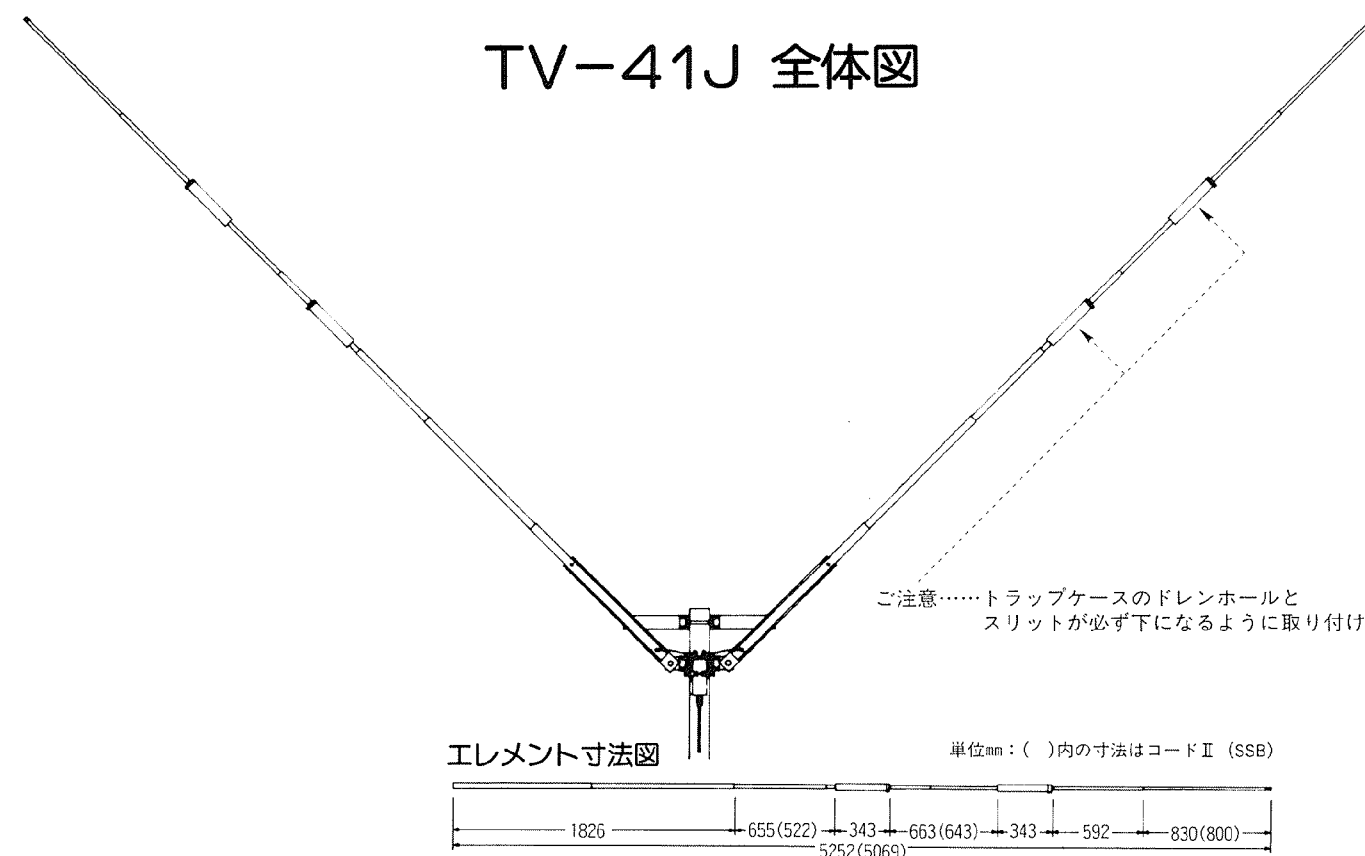 TV-41J 全体図
ご注意……トラップケースのドレンホールと
スリットが必ず下になるように取り付け
エレメント寸法図
単位mm：( )内の寸法はコードⅡ (SSB)
1826 655(522) 343 663(643) 343 592 830(800)
5252(5069)